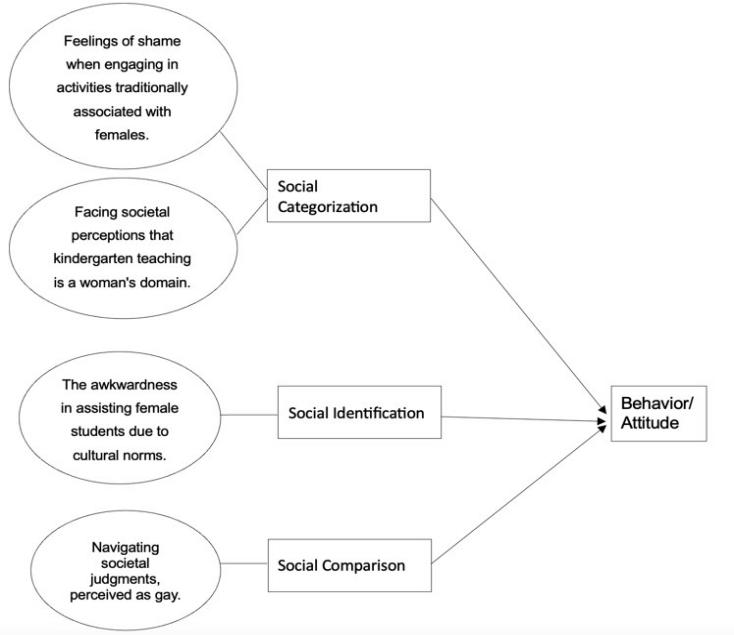 Feelings of shame
when engaging in
activities traditionally
associated with
females.
Social
Categorization
Facing societal
perceptions that
kindergarten teaching
is a woman's domain.
The awkwardness
in assisting female
students due to
cultural norms.
Social Identification
Behavior/
Attitude
Navigating
societal
judgments,
perceived as gay.
Social Comparison